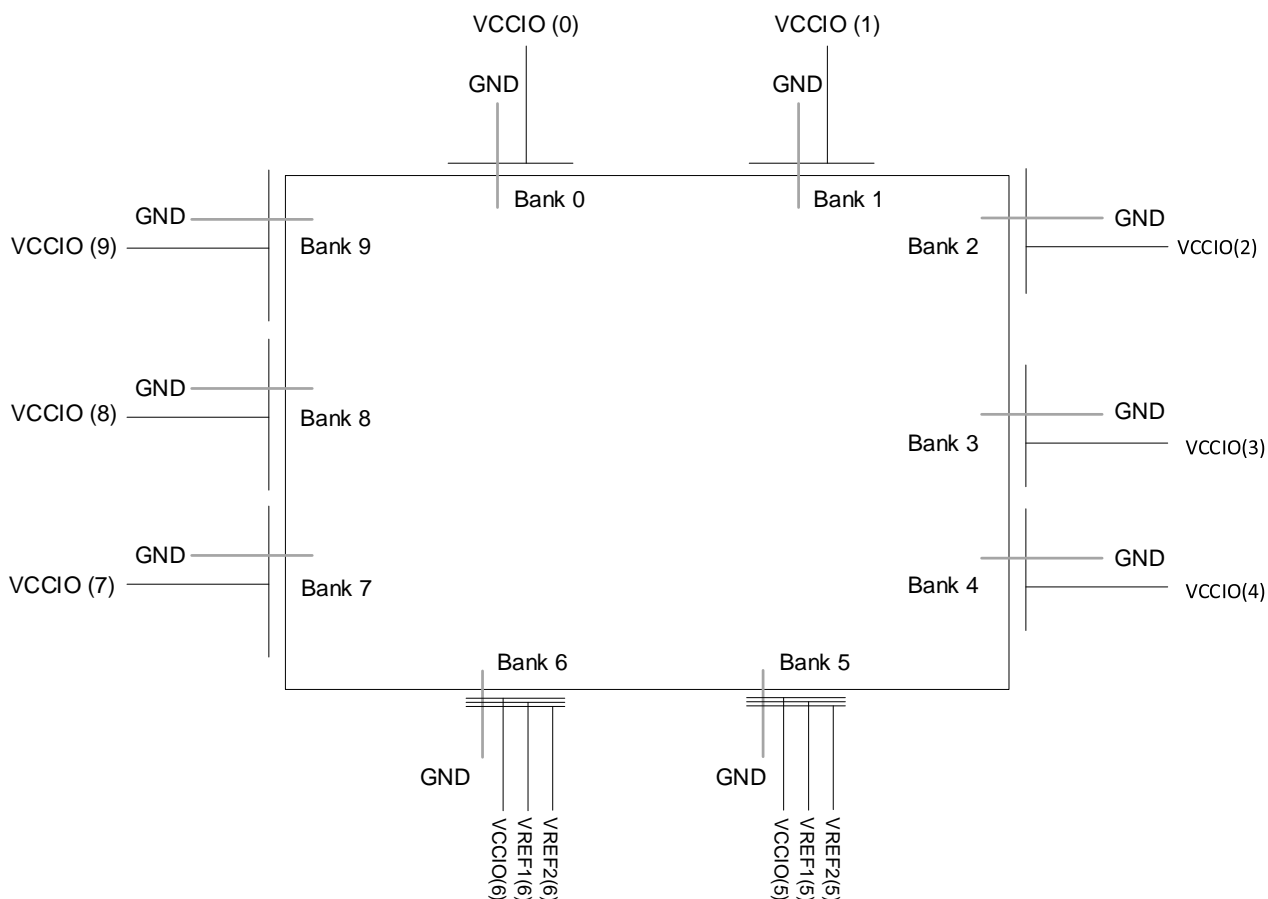 VCCIO (0)
VCCIO (1)
GND
GND
Bank 0
Bank 1
GND
VCCIO (9)
Bank 9
Bank 2
GND
VCCIO(2)
GND
VCCIO (8)
Bank 8
GND
Bank 3
VCCIO(3)
GND
VCCIO (7)
Bank 7
GND
Bank 4
VCCIO(4)
Bank 6
Bank 5
GND
GND
VCCIO(6)
VREF1(6)
VREF2(6)
VCCIO(5)
VREF1(5)
VREF2(5)